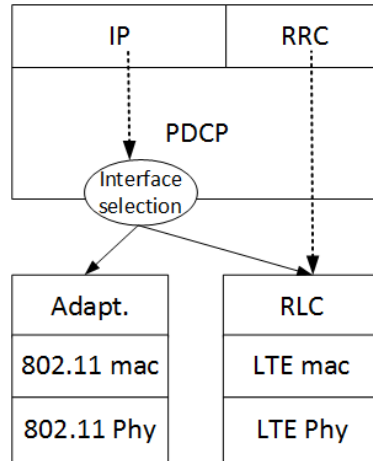 IP
RRC
PDCP
Interface
selection
Adapt.
RLC
802.11 mac
LTE mac
802.11 Phy
LTE Phy